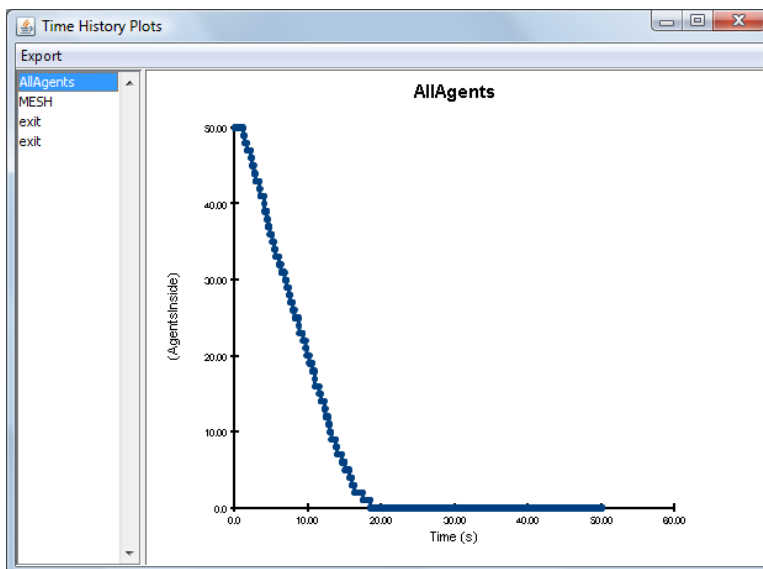 Time History Plots
Export
AllAgents
MESH
exit
exit
AllAgents
50.00
40.00
30.00
20.00
10.00
0.0
(AgentsInside)
0.0 10.00 20.00 30.00 40.00 50.00 60.00
Time (s)